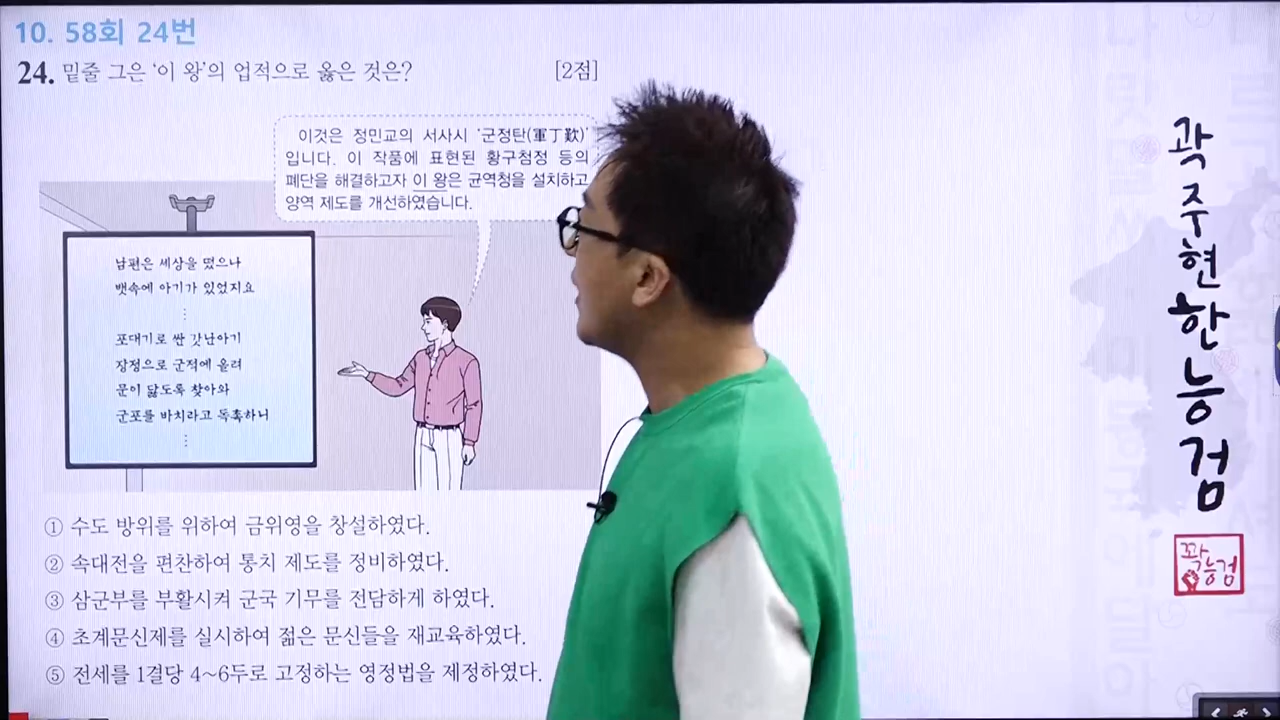 10. 58회 24번
24. 밑줄 그은 '이 왕'의 업적으로 옳은 것은? [2점]
이것은 정민교의 서사시 '군정탄(軍丁歎)'
입니다. 이 작품에 표현된 황구첨정 등의
폐단을 해결하고자 이 왕은 균역청을 설치하고
양역 제도를 개선하였습니다.
남편은 세상을 떴으나
뱃속에 아기가 있었지요
⋮
포대기로 싼 갓난아기
장정으로 군적에 올려
문이 닳도록 찾아와
군포를 바치라고 독촉하니
⋮
① 수도 방위를 위하여 금위영을 창설하였다.
② 속대전을 편찬하여 통치 제도를 정비하였다.
③ 삼군부를 부활시켜 군국 기무를 전담하게 하였다.
④ 초계문신제를 실시하여 젊은 문신들을 재교육하였다.
⑤ 전세를 1결당 4~6두로 고정하는 영정법을 제정하였다.
곽주현한능검
꽉능검